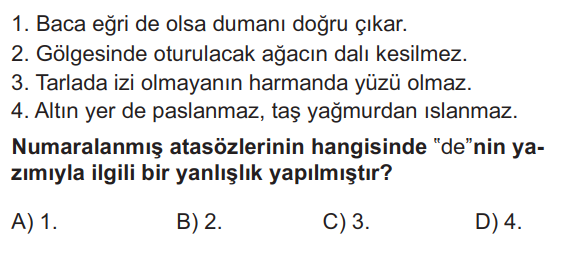 1. Baca eğri de olsa dumanı doğru çıkar.
2. Gölgesinde oturulacak ağacın dalı kesilmez.
3. Tarlada izi olmayanın harmanda yüzü olmaz.
4. Altın yer de paslanmaz, taş yağmurdan ıslanmaz.
Numaralanmış atasözlerinin hangisinde "de"nin ya-
zımıyla ilgili bir yanlışlık yapılmıştır?
A) 1. B) 2. C) 3. D) 4.